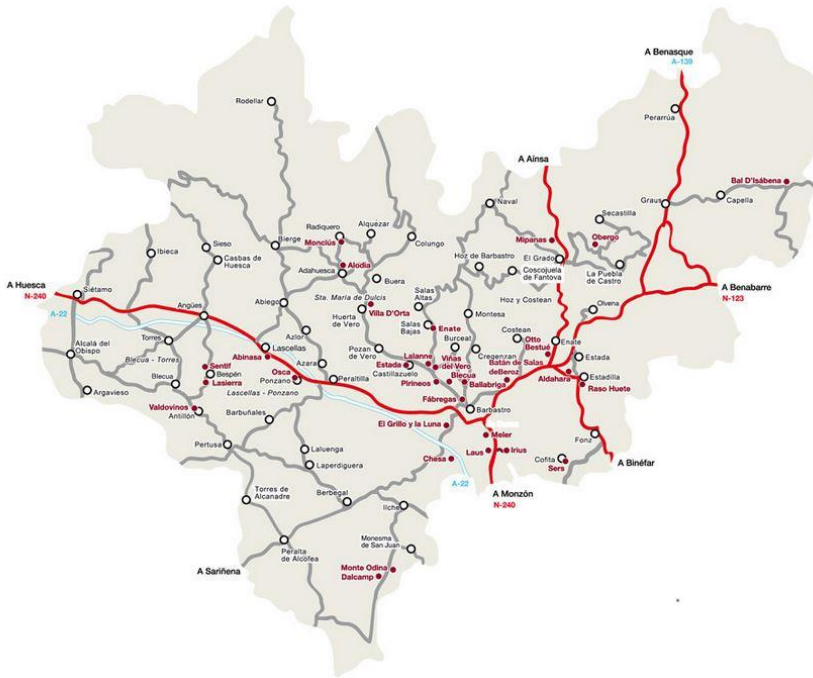 A Benasque
A-139
Perarrúa
Rodellar
A Aínsa
Bal D'Isábena
Graus
Capella
Naval
Secastilla
Obergo
Alquézar
Radiquero
Monclús
Colungo
Mipanas
Hoz de Barbastro
El Grado
Coscojuela
de Fantova
La Puebla
de Castro
Ibieca
Sieso
Casbas de
Huesca
Bierge
Alodia
Adahuesca
Buera
A Huesca
N-240
Siétamo
A Benabarre
N-123
A-22
Angüés
Abiego
Sta. María de Dulcis
Villa D'Orta
Huerta
de Vero
Salas
Altas
Hoz y Costean
Olvena
Montesa
Salas
Bajas
Enate
Torres
Azlor
Costean
Burceat
Alcalá del
Obispo
Blecua - Torres
Lascellas
Abinasa
Pozan
de Vero
Lalanne
Viñas
del Vero
Cregenzan
Otto
Bestué
Enate
Estada
Sentif
Bespén
Azara
Estada
Castillazuelo
Batán de Salas
deBeroz
Blecua
Lasierra
Osca
Ponzano
Peraltilla
Pirineos
Ballabriga
Aldahara
Estadilla
Raso Huete
Argavieso
Lascellas - Ponzano
Fábregas
Barbastro
Valdovinos
Antillón
Barbuñales
El Grillo y la Luna
Meler
Fonz
Pertusa
Laluenga
Laperdiguera
Laus
Irius
Chesa
Cofita
Sers
A Binéfar
A-22
A Monzón
N-240
Torres de
Alcanadre
Berbegal
Ilche
Peralta
de Alcofea
Monesma
de San Juan
A Sariñena
Monte Odina
Dalcamp